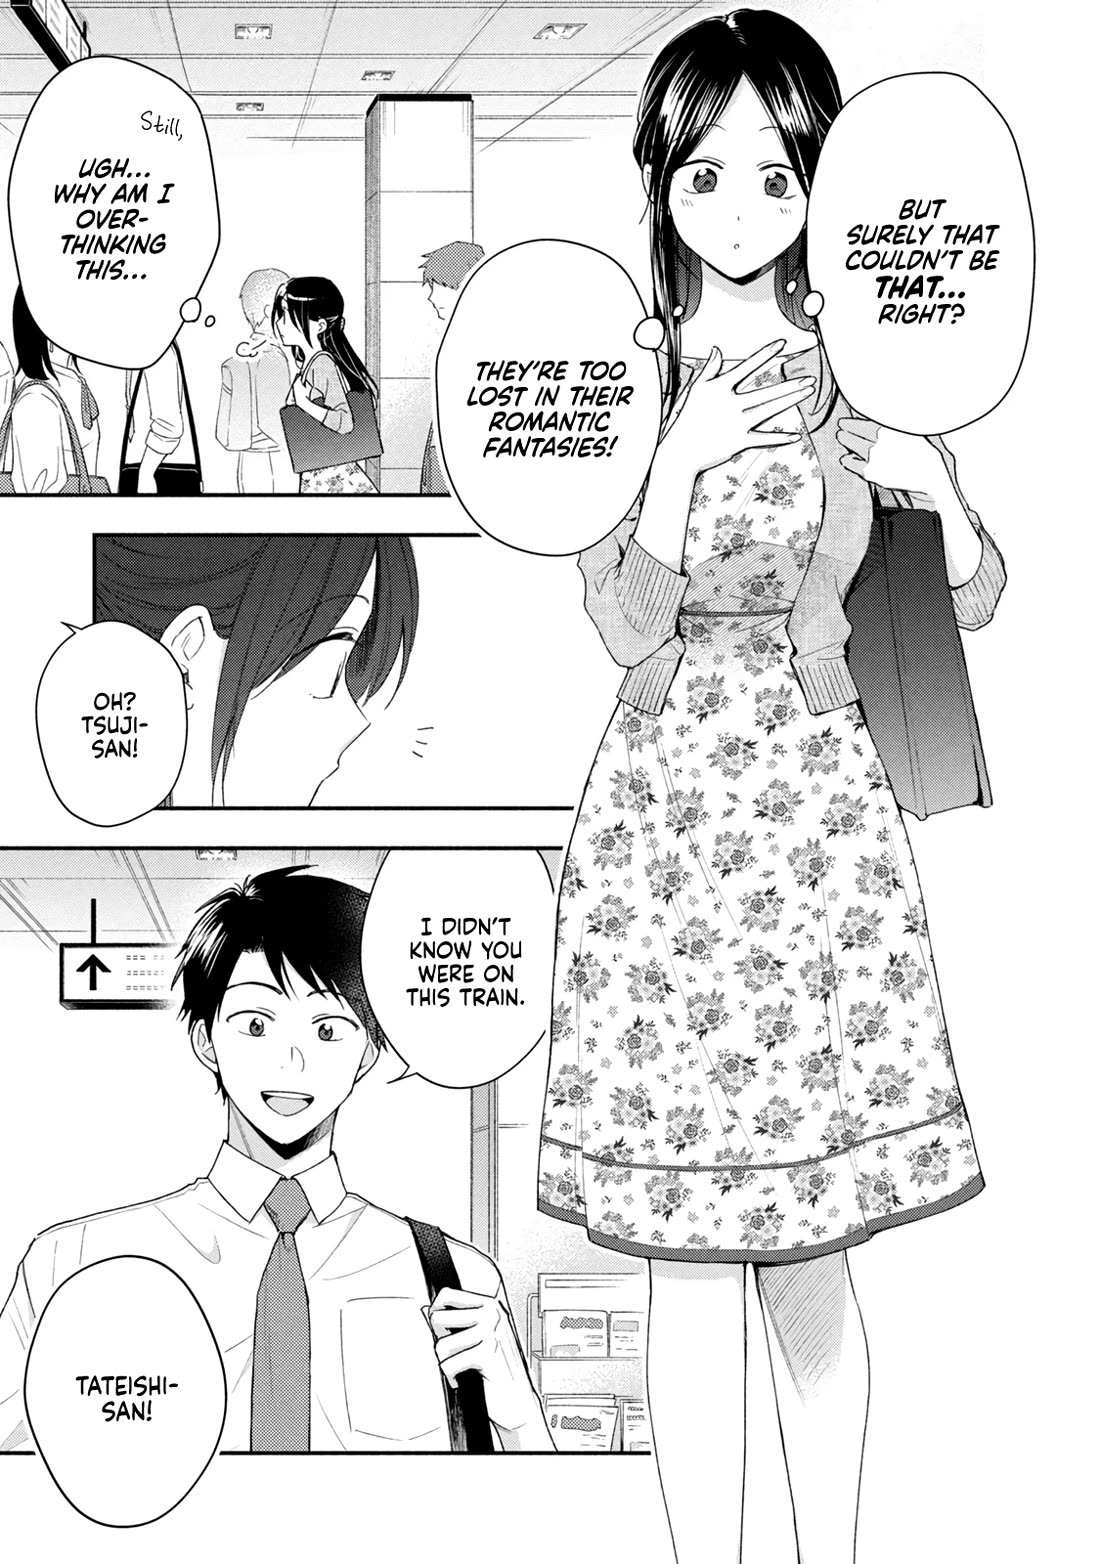 BUT
SURELY THAT
COULDN'T BE
THAT...
RIGHT?
THEY'RE TOO
LOST IN THEIR
ROMANTIC
FANTASIES!
Still,
UGH...
WHY AM I
OVER-
THINKING
THIS...
OH?
TSUJI-
SAN!
I DIDN'T
KNOW YOU
WERE ON
THIS TRAIN.
TATEISHI-
SAN!